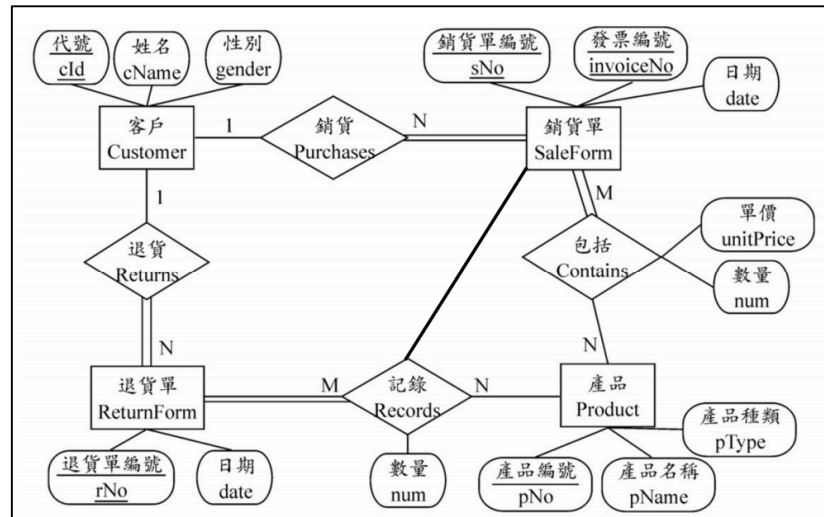 代號
cId
姓名
cName
性別
gender
銷貨單編號
sNo
發票編號
invoiceNo
日期
date
客戶
Customer
1
銷貨
Purchases
N
銷貨單
SaleForm
1
M
退貨
Returns
包括
Contains
單價
unitPrice
數量
num
N
N
退貨單
ReturnForm
M
記錄
Records
N
產品
Product
產品種類
pType
退貨單編號
rNo
日期
date
數量
num
產品編號
pNo
產品名稱
pName